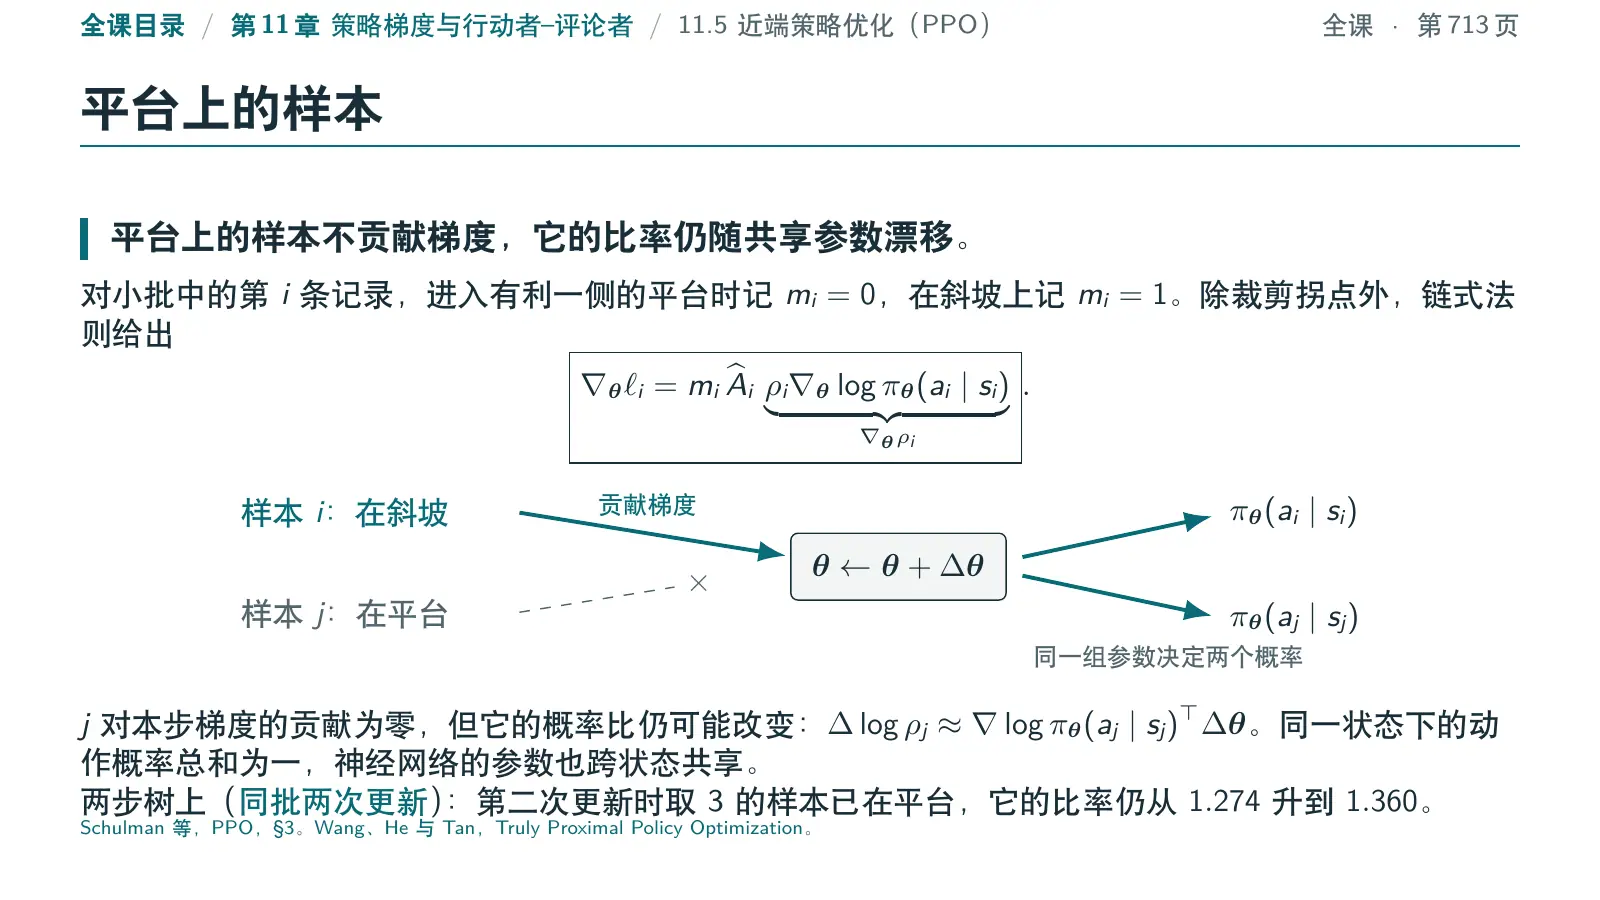 全课目录 / 第 11 章 策略梯度与行动者–评论者 / 11.5 近端策略优化（PPO）
全课 · 第 713 页
平台上的样本
平台上的样本不贡献梯度，它的比率仍随共享参数漂移。
对小批中的第 i 条记录，进入有利一侧的平台时记 mᵢ = 0，在斜坡上记 mᵢ = 1。除裁剪拐点外，链式法
则给出
∇_θ ℓᵢ = mᵢ Âᵢ ρᵢ∇_θ log π_θ(aᵢ | sᵢ).
∇_θ ρᵢ
样本 i：在斜坡
贡献梯度
π_θ(aᵢ | sᵢ)
θ ← θ + Δθ
×
样本 j：在平台
π_θ(aⱼ | sⱼ)
同一组参数决定两个概率
j 对本步梯度的贡献为零，但它的概率比仍可能改变：Δ log ρⱼ ≈ ∇ log π_θ(aⱼ | sⱼ)^⊤Δθ。同一状态下的动
作概率总和为一，神经网络的参数也跨状态共享。
两步树上（同批两次更新）：第二次更新时取 3 的样本已在平台，它的比率仍从 1.274 升到 1.360。
Schulman 等，PPO，§3。Wang、He 与 Tan，Truly Proximal Policy Optimization。